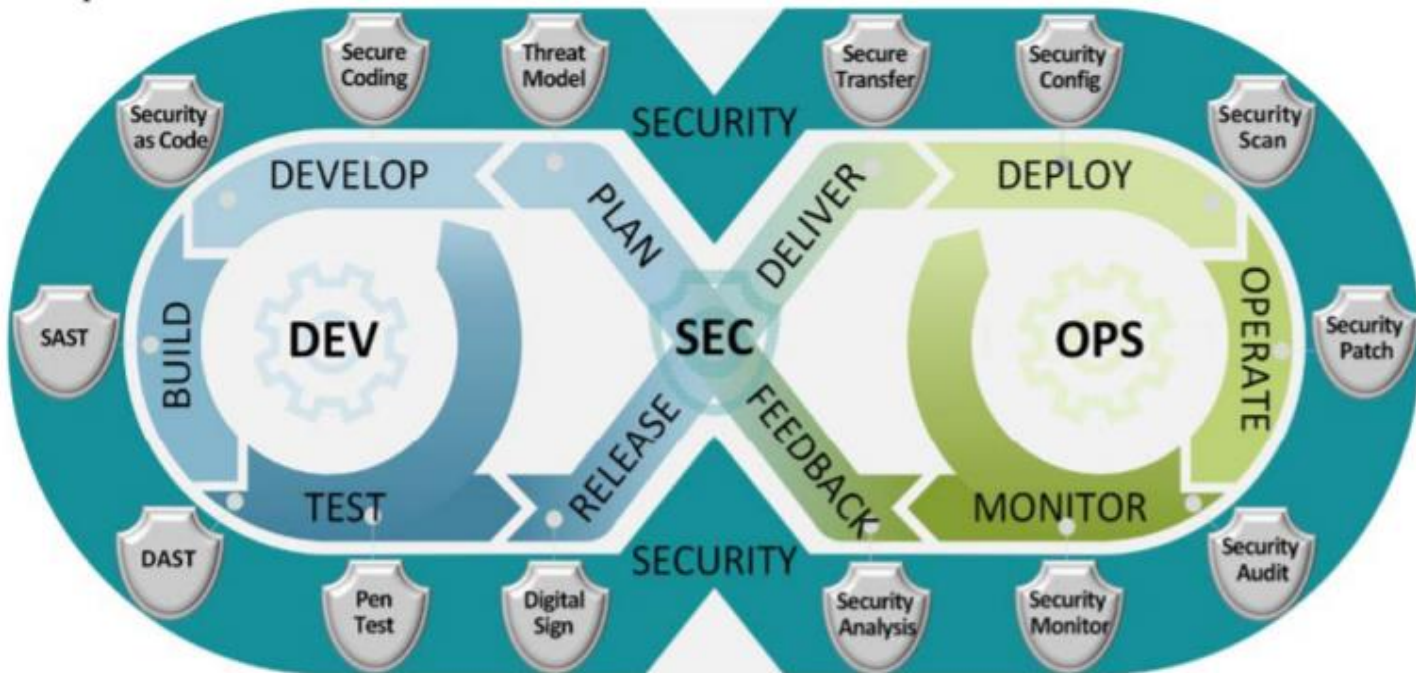 Secure
Coding
Threat
Model
Secure
Transfer
Security
Config
Security
as Code
SECURITY
Security
Scan
DEVELOP
PLAN
DELIVER
DEPLOY
SAST
BUILD
DEV
SEC
OPS
OPERATE
Security
Patch
TEST
RELEASE
FEEDBACK
MONITOR
DAST
SECURITY
Security
Audit
Pen
Test
Digital
Sign
Security
Analysis
Security
Monitor